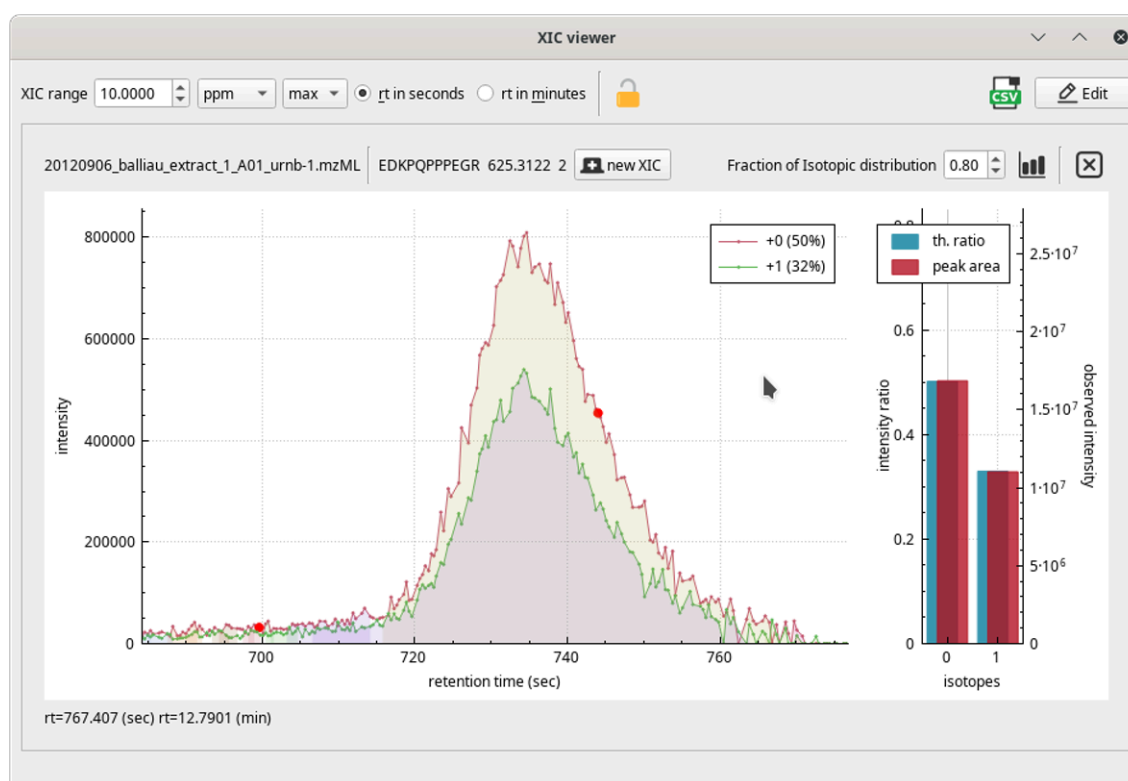 XIC viewer
XIC range 10.0000 ppm max rt in seconds rt in minutes CSV Edit
20120906_balliau_extract_1_A01_urnb-1.mzML EDKPQPPPEGR 625.3122 2 new XIC Fraction of Isotopic distribution 0.80
800000
600000
400000
200000
0
intensity
700 720 740 760
retention time (sec)
+0 (50%)
+1 (32%)
th. ratio
peak area
0.8
0.6
0.4
0.2
0
intensity ratio
0 1
isotopes
2.5·10⁷
2·10⁷
1.5·10⁷
1·10⁷
5·10⁶
0
observed intensity
rt=767.407 (sec) rt=12.7901 (min)